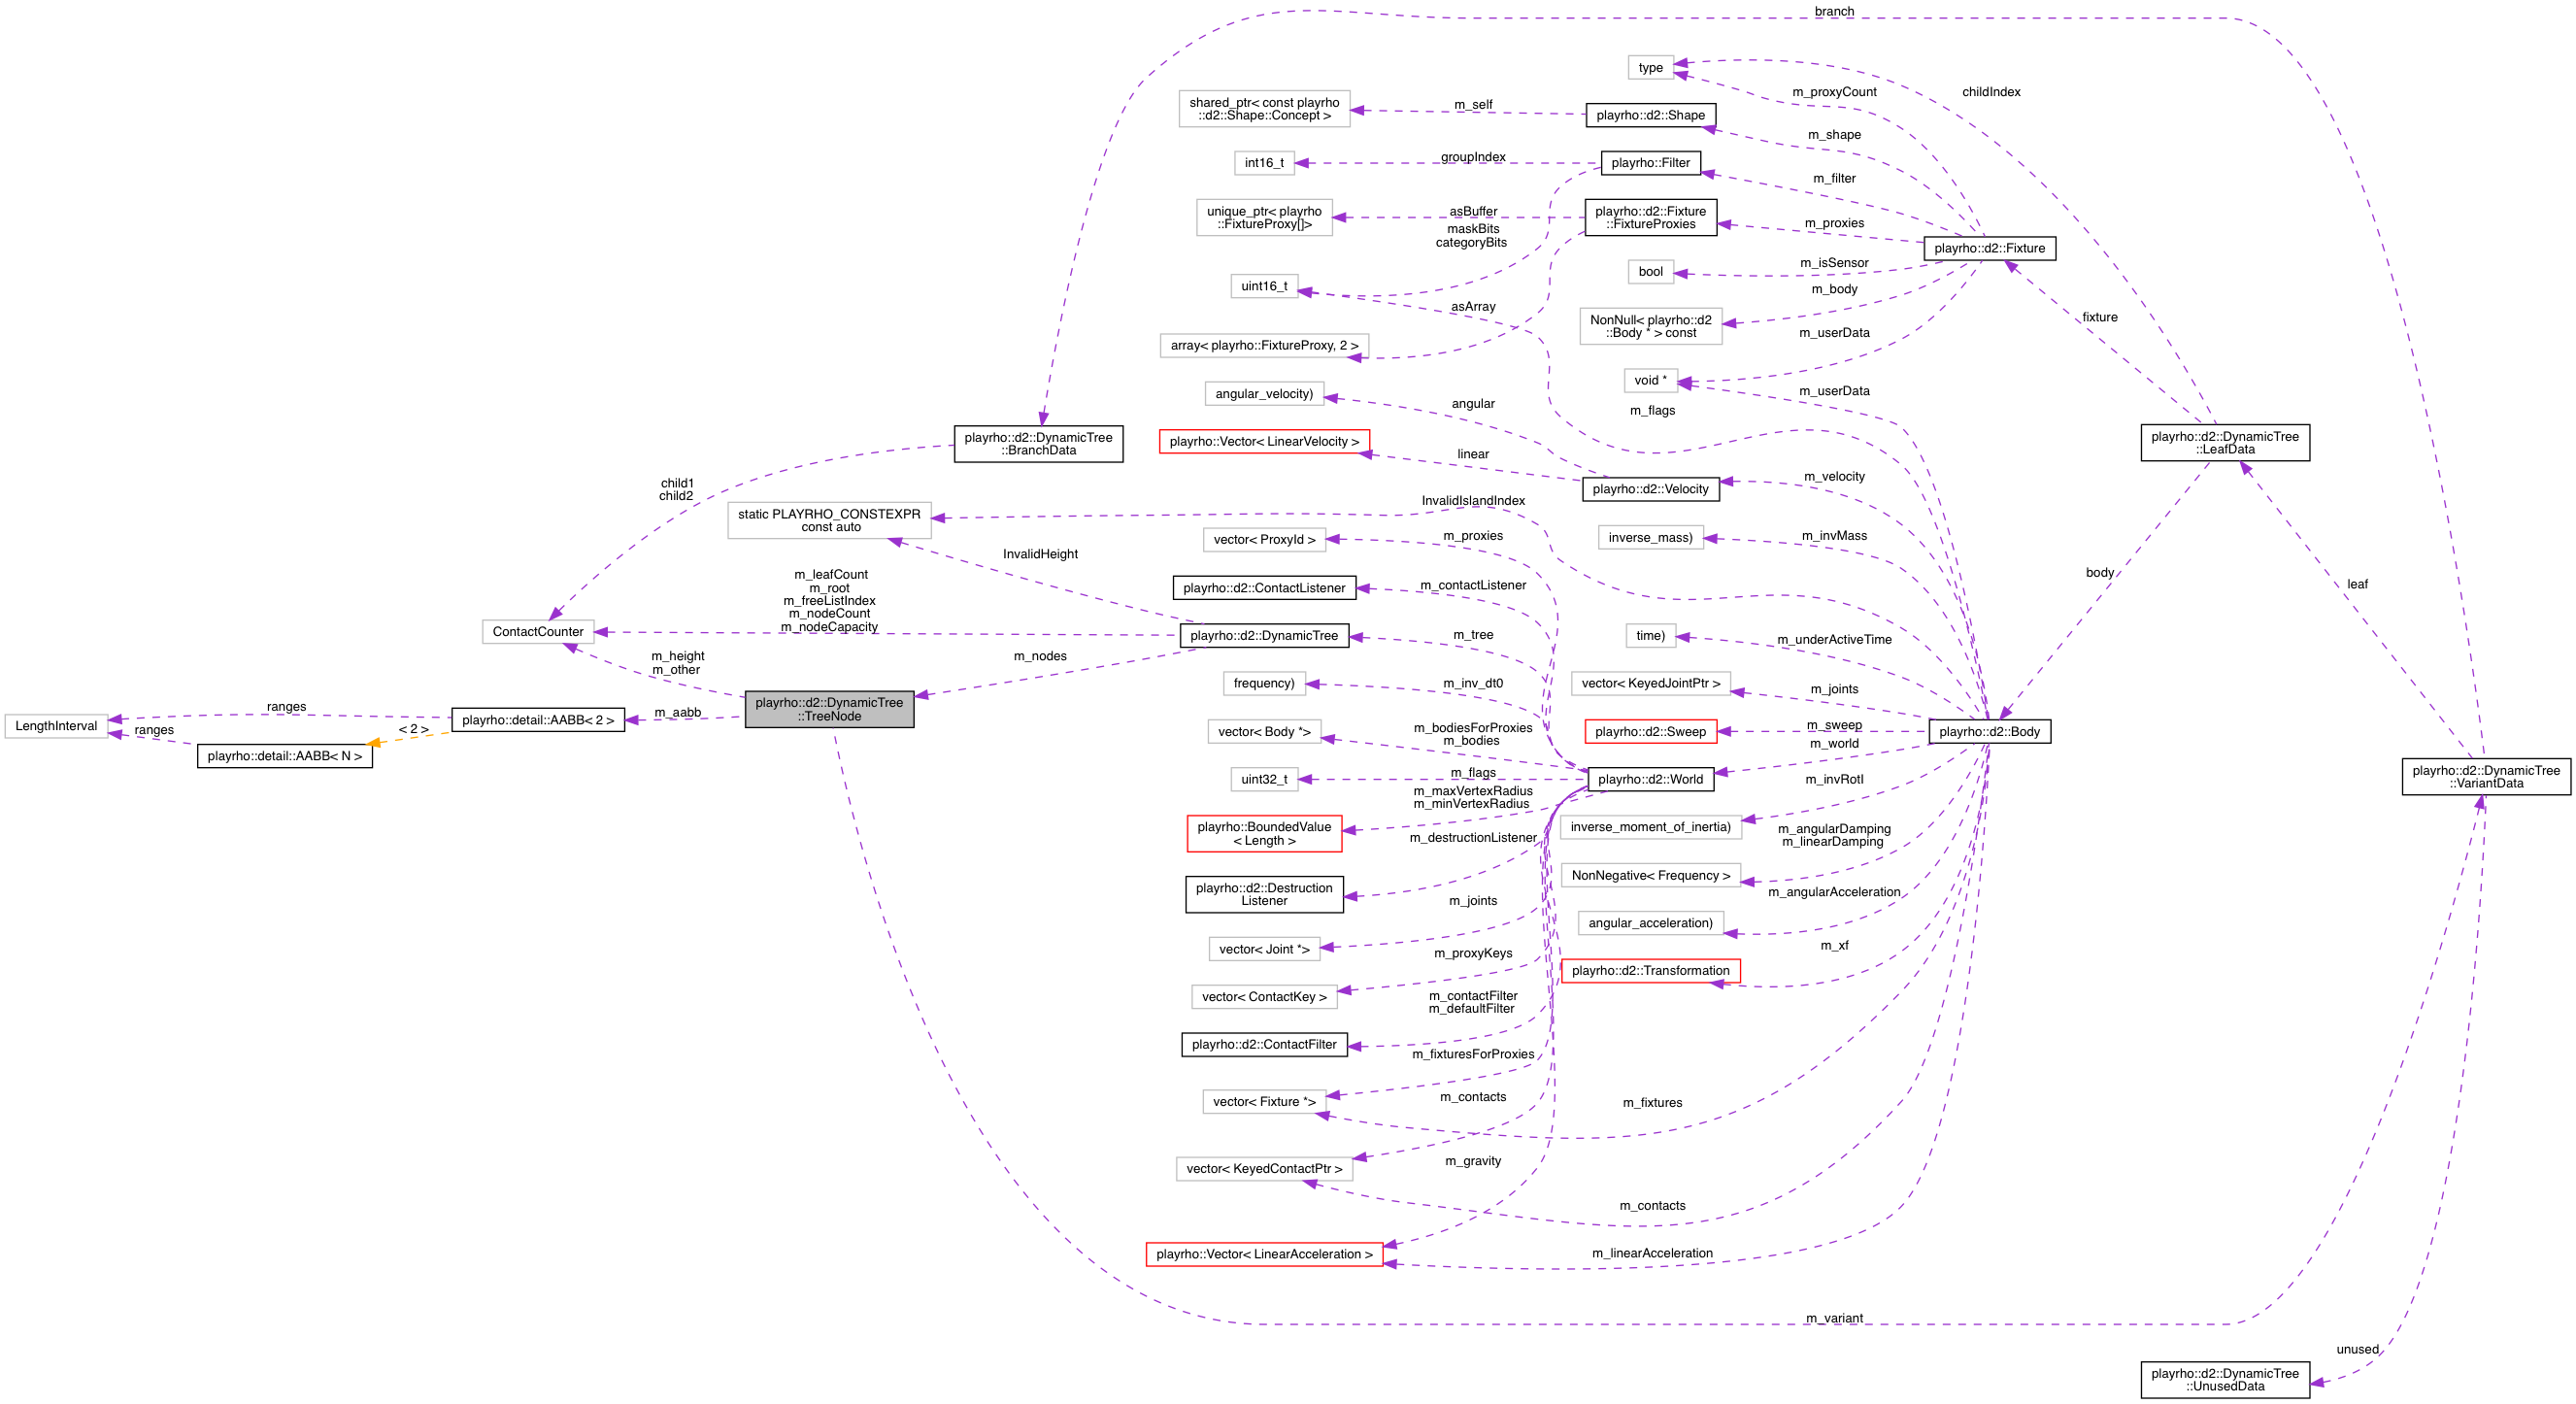 branch
type
childIndex
m_proxyCount
shared_ptr< const playrho
::d2::Shape::Concept >
m_self
playrho::d2::Shape
m_shape
int16_t
groupIndex
playrho::Filter
m_filter
unique_ptr< playrho
::FixtureProxy[]>
asBuffer
maskBits
categoryBits
playrho::d2::Fixture
::FixtureProxies
m_proxies
playrho::d2::Fixture
bool
m_isSensor
uint16_t
m_body
asArray
NonNull< playrho::d2
::Body * > const
fixture
array< playrho::FixtureProxy, 2 >
m_userData
void *
m_userData
angular_velocity)
angular
m_flags
playrho::Vector< LinearVelocity >
linear
playrho::d2::DynamicTree
::BranchData
playrho::d2::DynamicTree
::LeafData
child1
child2
playrho::d2::Velocity
m_velocity
InvalidIslandIndex
static PLAYRHO_CONSTEXPR
const auto
vector< ProxyId >
m_proxies
inverse_mass)
m_invMass
InvalidHeight
m_leafCount
m_root
m_freeListIndex
m_nodeCount
m_nodeCapacity
playrho::d2::ContactListener
m_contactListener
body
leaf
ContactCounter
playrho::d2::DynamicTree
m_tree
time)
m_underActiveTime
m_height
m_other
m_nodes
frequency)
m_inv_dt0
vector< KeyedJointPtr >
m_joints
LengthInterval
ranges
ranges
playrho::detail::AABB< 2 >
< 2 >
playrho::detail::AABB< N >
m_aabb
playrho::d2::DynamicTree
::TreeNode
vector< Body *>
m_bodiesForProxies
m_bodies
playrho::d2::Sweep
m_sweep
m_world
playrho::d2::Body
uint32_t
m_flags
playrho::d2::World
m_invRotI
playrho::d2::DynamicTree
::VariantData
m_maxVertexRadius
m_minVertexRadius
playrho::BoundedValue
< Length >
m_destructionListener
inverse_moment_of_inertia)
m_angularDamping
m_linearDamping
playrho::d2::Destruction
Listener
NonNegative< Frequency >
m_angularAcceleration
m_joints
angular_acceleration)
vector< Joint *>
m_xf
m_proxyKeys
playrho::d2::Transformation
vector< ContactKey >
m_contactFilter
m_defaultFilter
playrho::d2::ContactFilter
m_fixturesForProxies
vector< Fixture *>
m_contacts
m_fixtures
vector< KeyedContactPtr >
m_gravity
m_contacts
playrho::Vector< LinearAcceleration >
m_linearAcceleration
m_variant
unused
playrho::d2::DynamicTree
::UnusedData